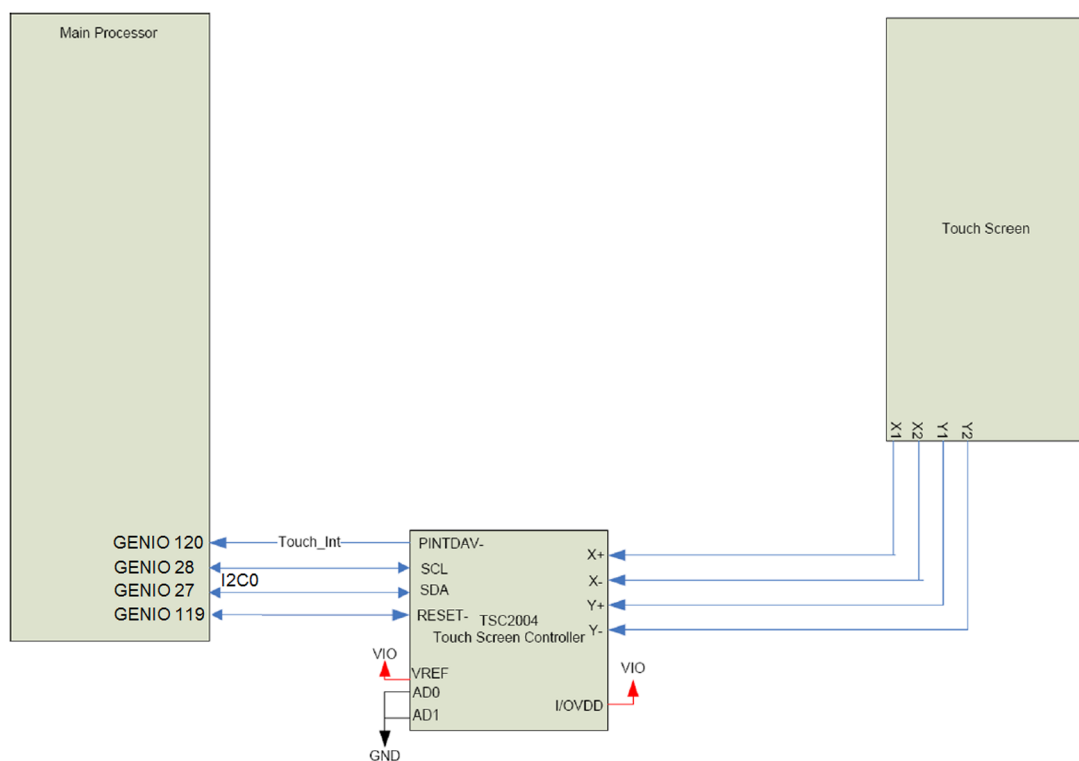 Main Processor
Touch Screen
X1
X2
Y1
Y2
GENIO 120
Touch_Int
PINTDAV-
X+
GENIO 28
I2C0
SCL
X-
GENIO 27
SDA
Y+
GENIO 119
RESET-
TSC2004
Touch Screen Controller
Y-
VIO
VREF
VIO
AD0
I/OVDD
AD1
GND